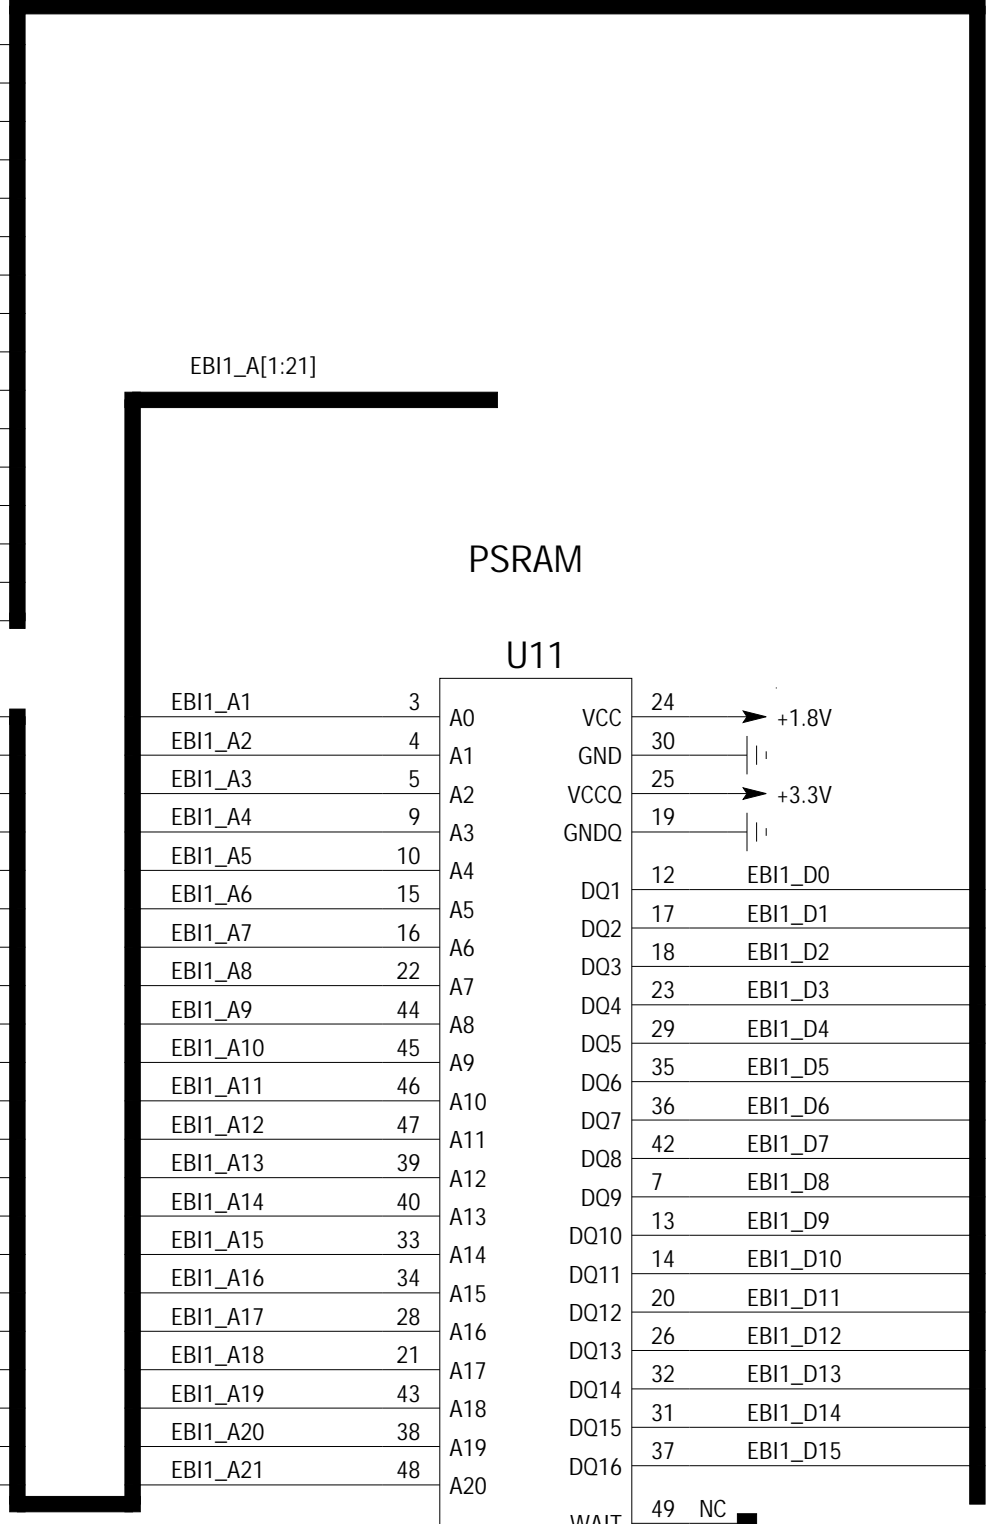 EBI1_A[1:21]
PSRAM
U11
EBI1_A1 3 A0 VCC 24 +1.8V
EBI1_A2 4 A1 GND 30
EBI1_A3 5 A2 VCCQ 25 +3.3V
EBI1_A4 9 A3 GNDQ 19
EBI1_A5 10 A4 DQ1 12 EBI1_D0
EBI1_A6 15 A5 DQ2 17 EBI1_D1
EBI1_A7 16 A6 DQ3 18 EBI1_D2
EBI1_A8 22 A7 DQ4 23 EBI1_D3
EBI1_A9 44 A8 DQ5 29 EBI1_D4
EBI1_A10 45 A9 DQ6 35 EBI1_D5
EBI1_A11 46 A10 DQ7 36 EBI1_D6
EBI1_A12 47 A11 DQ8 42 EBI1_D7
EBI1_A13 39 A12 DQ9 7 EBI1_D8
EBI1_A14 40 A13 DQ10 13 EBI1_D9
EBI1_A15 33 A14 DQ11 14 EBI1_D10
EBI1_A16 34 A15 DQ12 20 EBI1_D11
EBI1_A17 28 A16 DQ13 26 EBI1_D12
EBI1_A18 21 A17 DQ14 32 EBI1_D13
EBI1_A19 43 A18 DQ15 31 EBI1_D14
EBI1_A20 38 A19 DQ16 37 EBI1_D15
EBI1_A21 48 A20
WAIT 49 NC